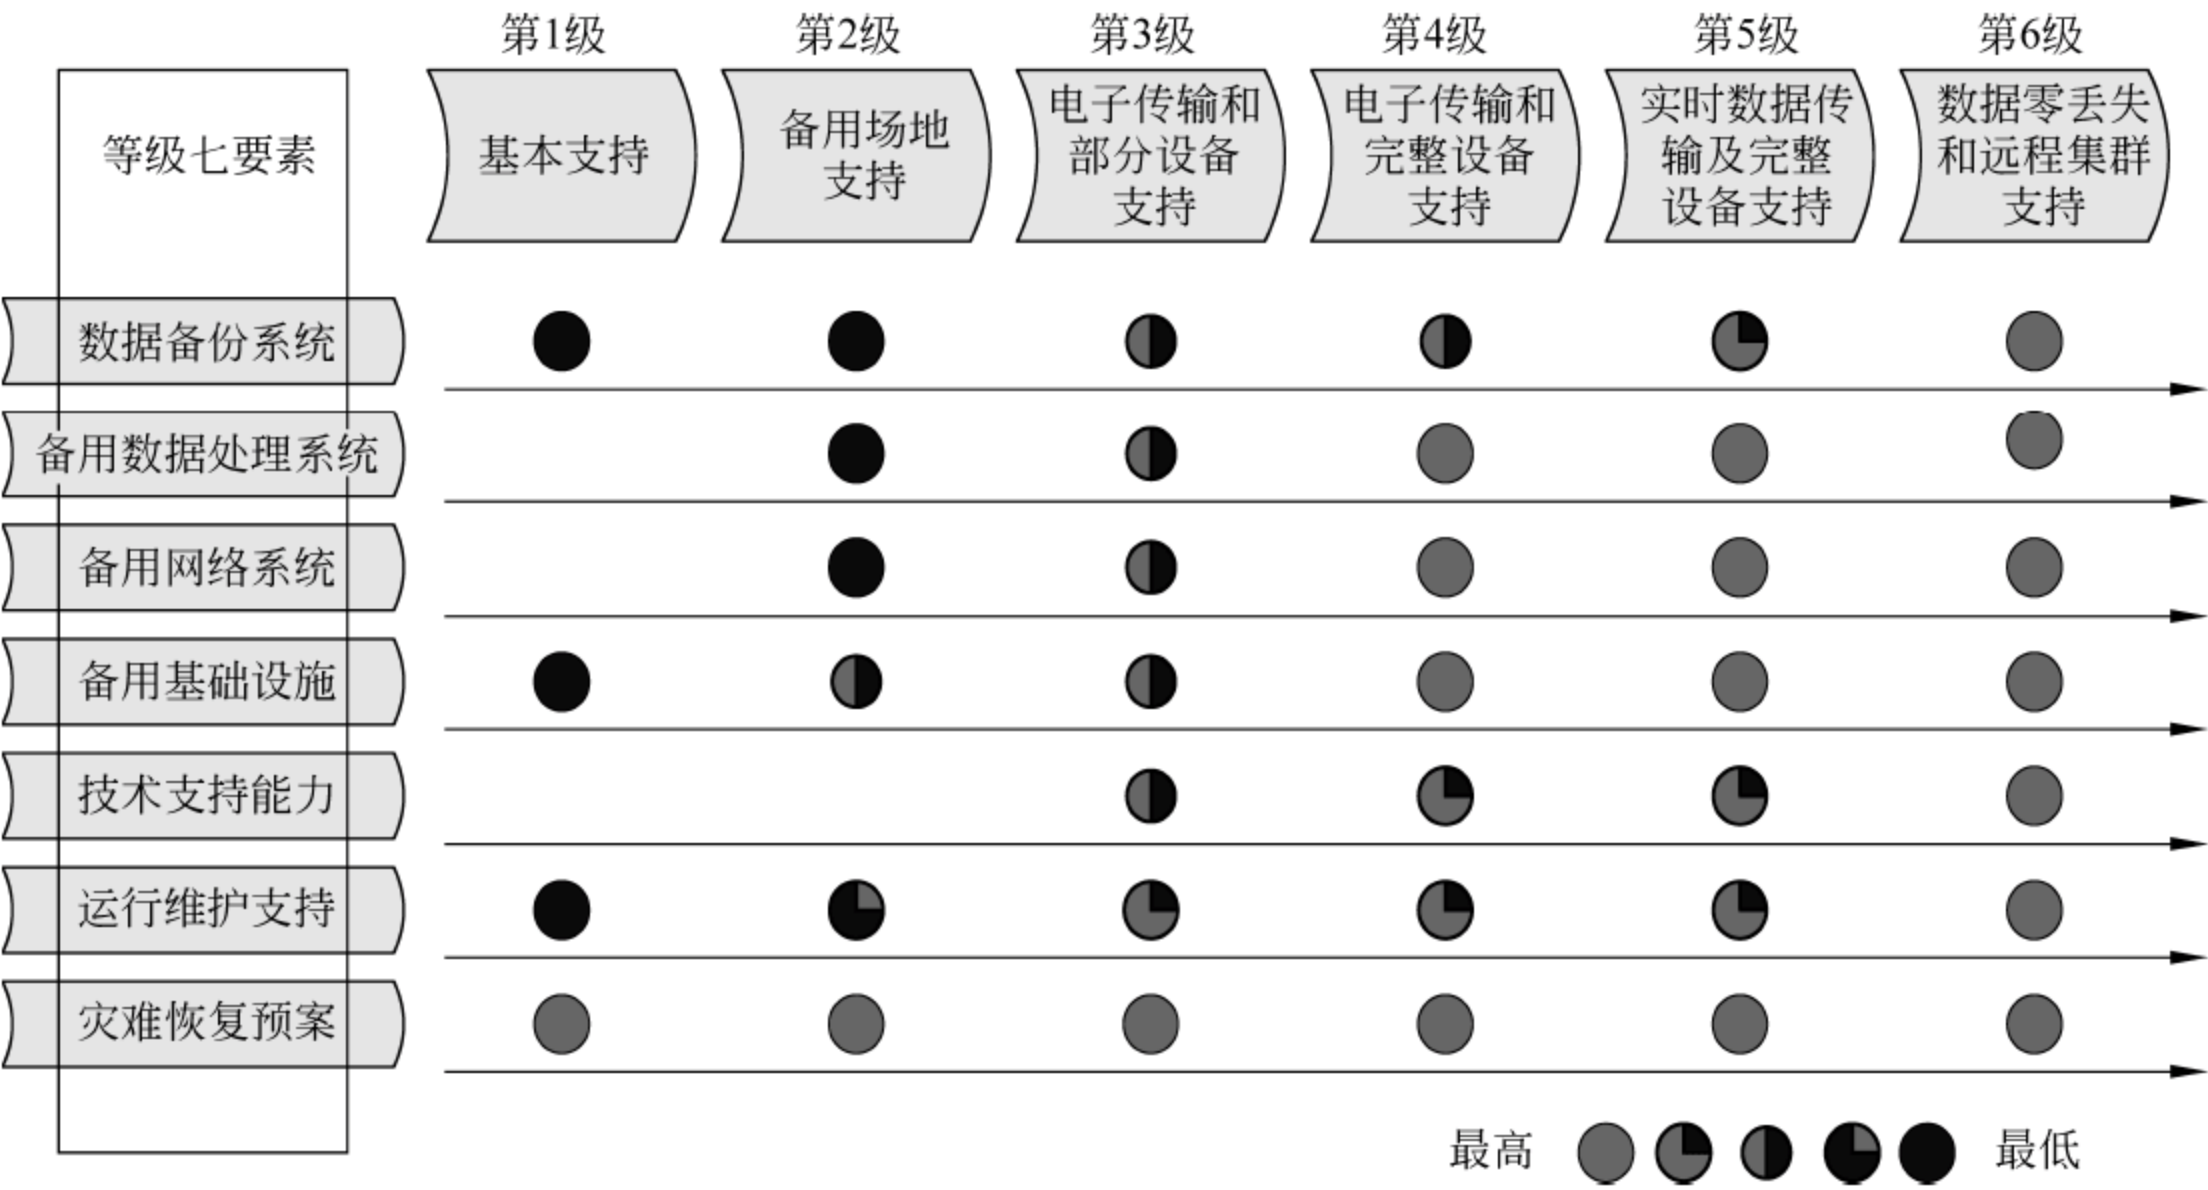 第1级 第2级 第3级 第4级 第5级 第6级
等级七要素
基本支持
备用场地
支持
电子传输和
部分设备
支持
电子传输和
完整设备
支持
实时数据传
输及完整
设备支持
数据零丢失
和远程集群
支持
数据备份系统
备用数据处理系统
备用网络系统
备用基础设施
技术支持能力
运行维护支持
灾难恢复预案
最高 最低